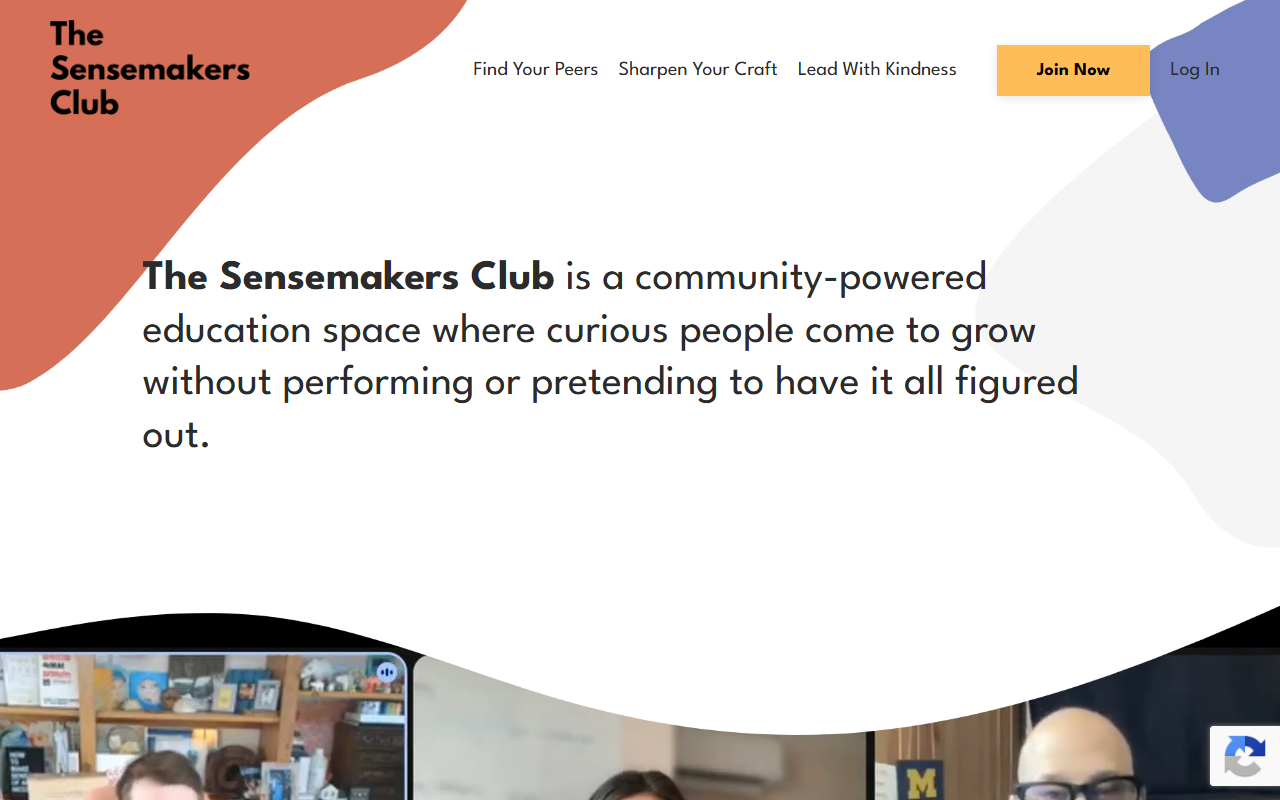 The
Sensemakers
Club
Find Your Peers
Sharpen Your Craft
Lead With Kindness
Join Now
Log In
The Sensemakers Club is a community-powered
education space where curious people come to grow
without performing or pretending to have it all figured
out.
M